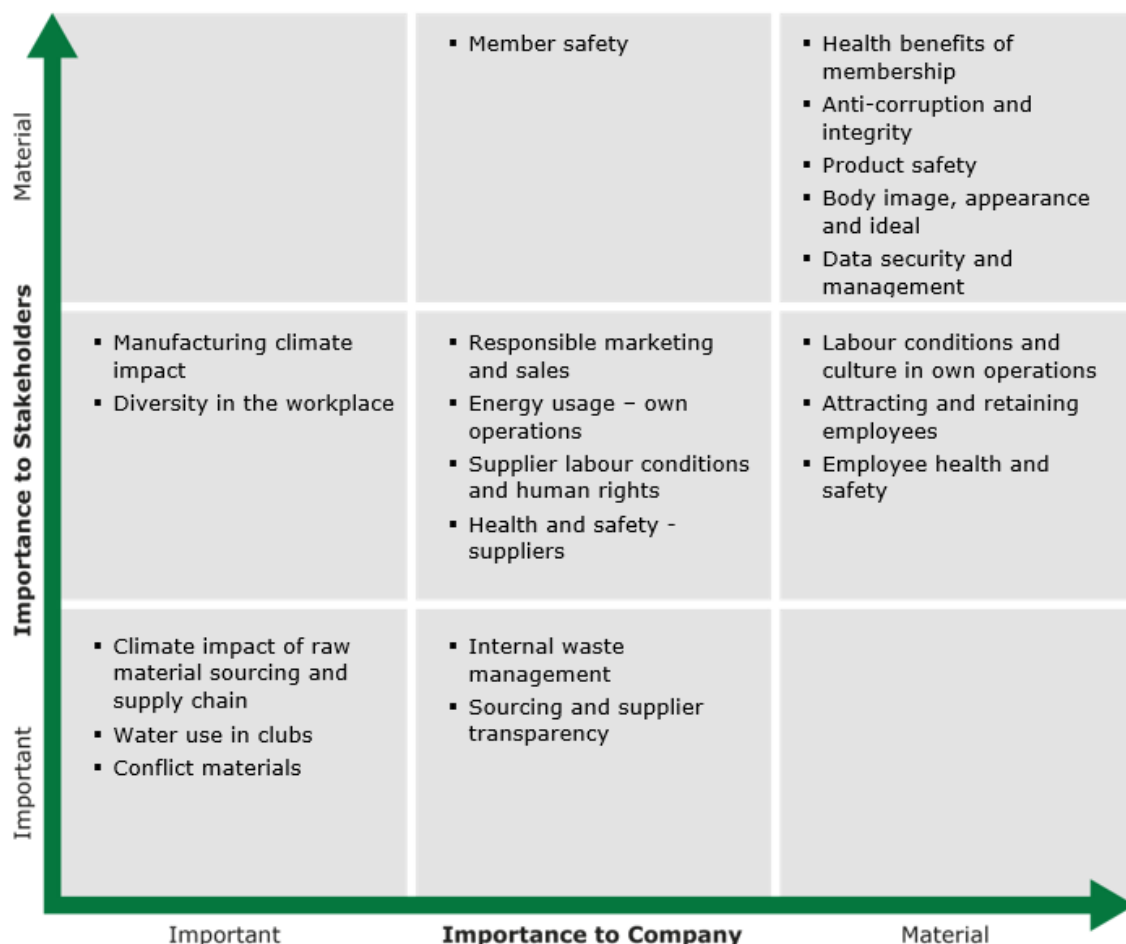 Material
Importance to Stakeholders
Important
▪ Member safety
▪ Health benefits of
membership
▪ Anti-corruption and
integrity
▪ Product safety
▪ Body image, appearance
and ideal
▪ Data security and
management
▪ Manufacturing climate
impact
▪ Diversity in the workplace
▪ Responsible marketing
and sales
▪ Energy usage – own
operations
▪ Supplier labour conditions
and human rights
▪ Health and safety -
suppliers
▪ Labour conditions and
culture in own operations
▪ Attracting and retaining
employees
▪ Employee health and
safety
▪ Climate impact of raw
material sourcing and
supply chain
▪ Water use in clubs
▪ Conflict materials
▪ Internal waste
management
▪ Sourcing and supplier
transparency
Important
Importance to Company
Material